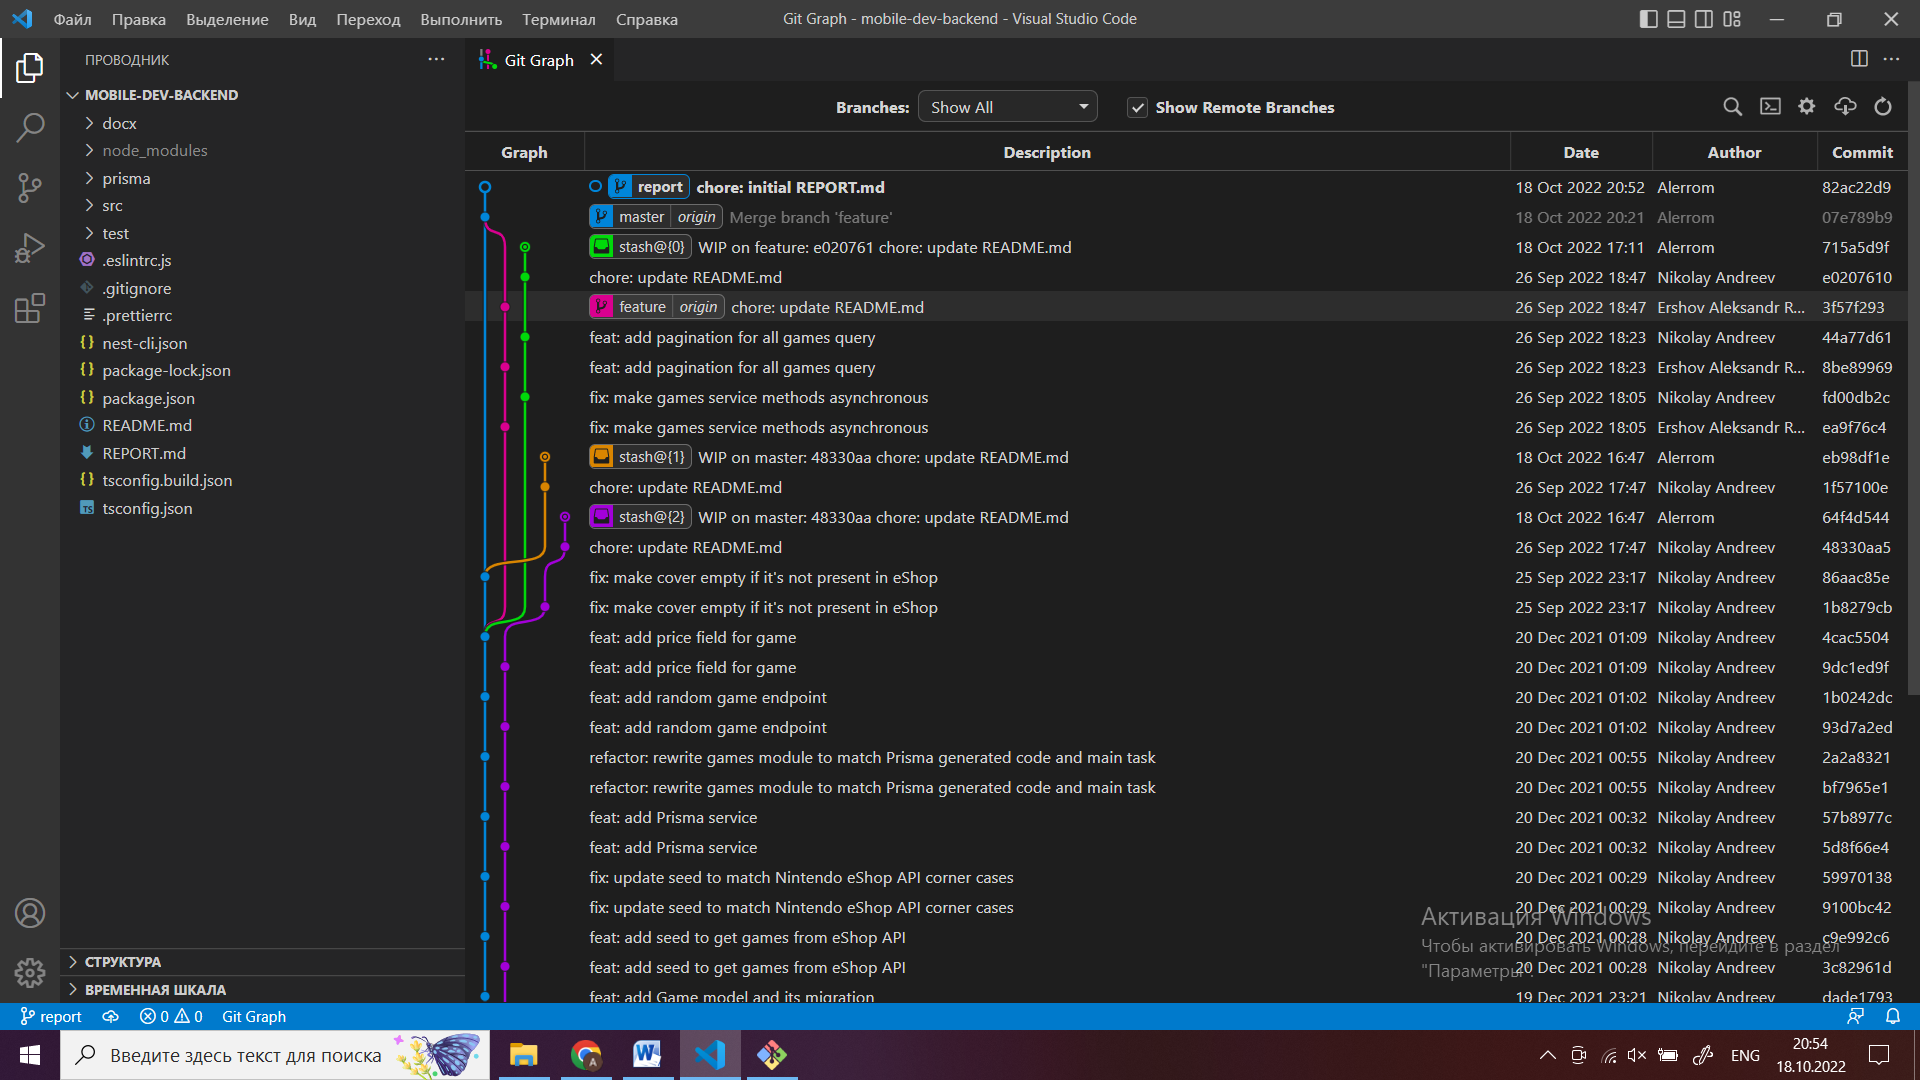 Файл Правка Выделение Вид Переход Выполнить Терминал Справка Git Graph - mobile-dev-backend - Visual Studio Code
ПРОВОДНИК
Git Graph
MOBILE-DEV-BACKEND
docx
node_modules
prisma
src
test
.eslintrc.js
.gitignore
.prettierrc
nest-cli.json
package-lock.json
package.json
README.md
REPORT.md
tsconfig.build.json
tsconfig.json
СТРУКТУРА
ВРЕМЕННАЯ ШКАЛА
Branches: Show All Show Remote Branches
Graph Description Date Author Commit
report chore: initial REPORT.md 18 Oct 2022 20:52 Alerrom 82ac22d9
master origin Merge branch 'feature' 18 Oct 2022 20:21 Alerrom 07e789b9
stash@{0} WIP on feature: e020761 chore: update README.md 18 Oct 2022 17:11 Alerrom 715a5d9f
chore: update README.md 26 Sep 2022 18:47 Nikolay Andreev e0207610
feature origin chore: update README.md 26 Sep 2022 18:47 Ershov Aleksandr R... 3f57f293
feat: add pagination for all games query 26 Sep 2022 18:23 Nikolay Andreev 44a77d61
feat: add pagination for all games query 26 Sep 2022 18:23 Ershov Aleksandr R... 8be89969
fix: make games service methods asynchronous 26 Sep 2022 18:05 Nikolay Andreev fd00db2c
fix: make games service methods asynchronous 26 Sep 2022 18:05 Ershov Aleksandr R... ea9f76c4
stash@{1} WIP on master: 48330aa chore: update README.md 18 Oct 2022 16:47 Alerrom eb98df1e
chore: update README.md 26 Sep 2022 17:47 Nikolay Andreev 1f57100e
stash@{2} WIP on master: 48330aa chore: update README.md 18 Oct 2022 16:47 Alerrom 64f4d544
chore: update README.md 26 Sep 2022 17:47 Nikolay Andreev 48330aa5
fix: make cover empty if it's not present in eShop 25 Sep 2022 23:17 Nikolay Andreev 86aac85e
fix: make cover empty if it's not present in eShop 25 Sep 2022 23:17 Nikolay Andreev 1b8279cb
feat: add price field for game 20 Dec 2021 01:09 Nikolay Andreev 4cac5504
feat: add price field for game 20 Dec 2021 01:09 Nikolay Andreev 9dc1ed9f
feat: add random game endpoint 20 Dec 2021 01:02 Nikolay Andreev 1b0242dc
feat: add random game endpoint 20 Dec 2021 01:02 Nikolay Andreev 93d7a2ed
refactor: rewrite games module to match Prisma generated code and main task 20 Dec 2021 00:55 Nikolay Andreev 2a2a8321
refactor: rewrite games module to match Prisma generated code and main task 20 Dec 2021 00:55 Nikolay Andreev bf7965e1
feat: add Prisma service 20 Dec 2021 00:32 Nikolay Andreev 57b8977c
feat: add Prisma service 20 Dec 2021 00:32 Nikolay Andreev 5d8f66e4
fix: update seed to match Nintendo eShop API corner cases 20 Dec 2021 00:29 Nikolay Andreev 59970138
fix: update seed to match Nintendo eShop API corner cases 20 Dec 2021 00:29 Nikolay Andreev 9100bc42
feat: add seed to get games from eShop API 20 Dec 2021 00:28 Nikolay Andreev c9e992c6
feat: add seed to get games from eShop API 20 Dec 2021 00:28 Nikolay Andreev 3c82961d
feat: add Game model and its migration 19 Dec 2021 23:21 Nikolay Andreev dade1793
Активация Windows
Чтобы активировать Windows, перейдите в раздел
"Параметры".
report 0 0 Git Graph
Введите здесь текст для поиска
ENG
20:54
18.10.2022